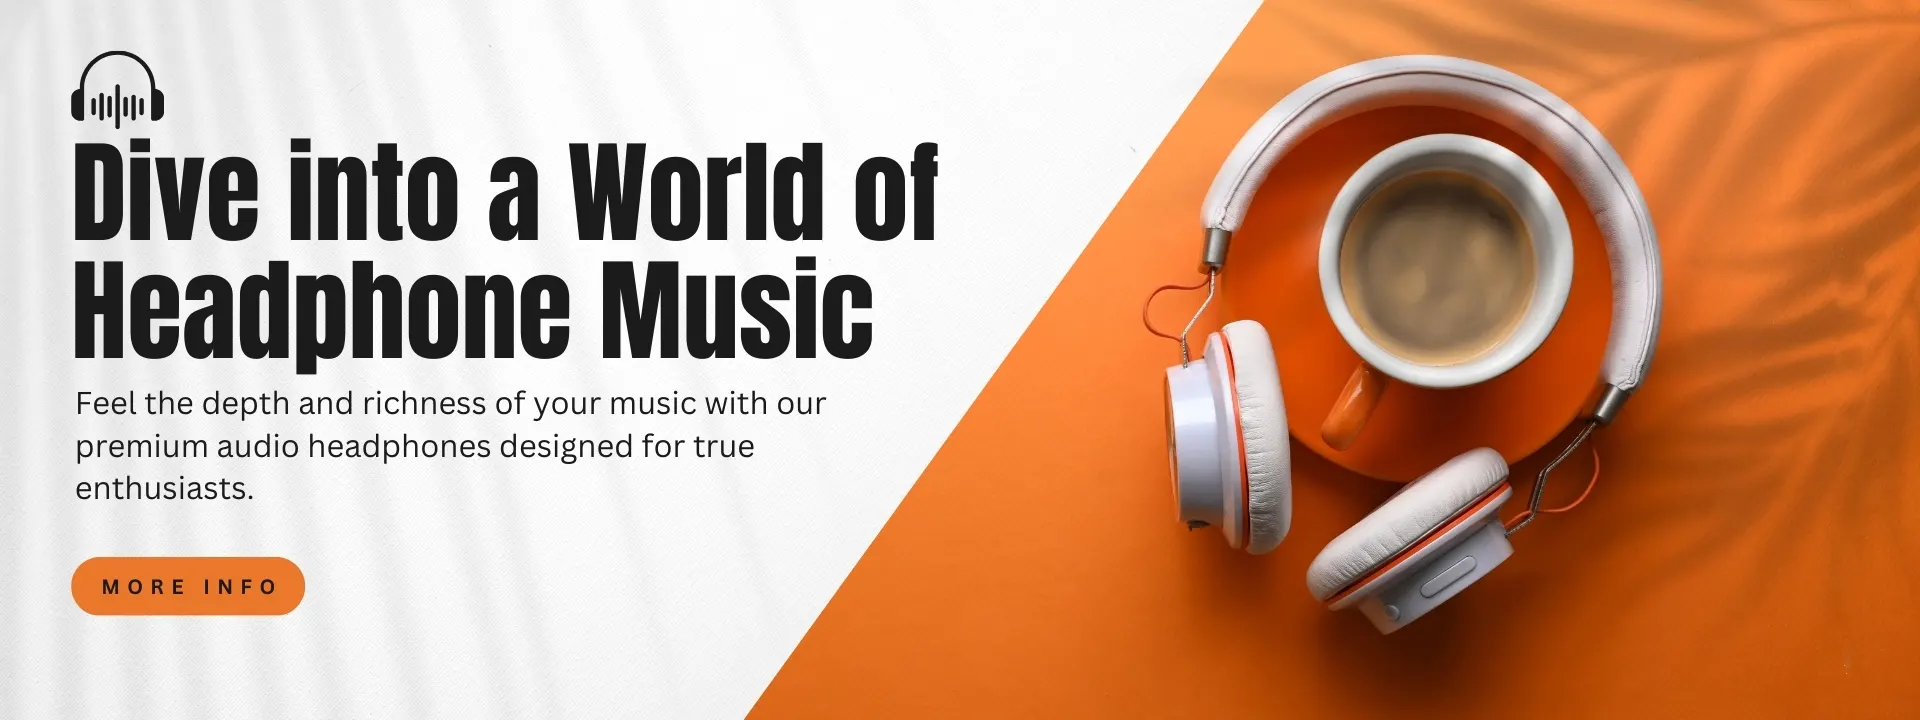 Dive into a World of
Headphone Music
Feel the depth and richness of your music with our
premium audio headphones designed for true
enthusiasts.
MORE INFO